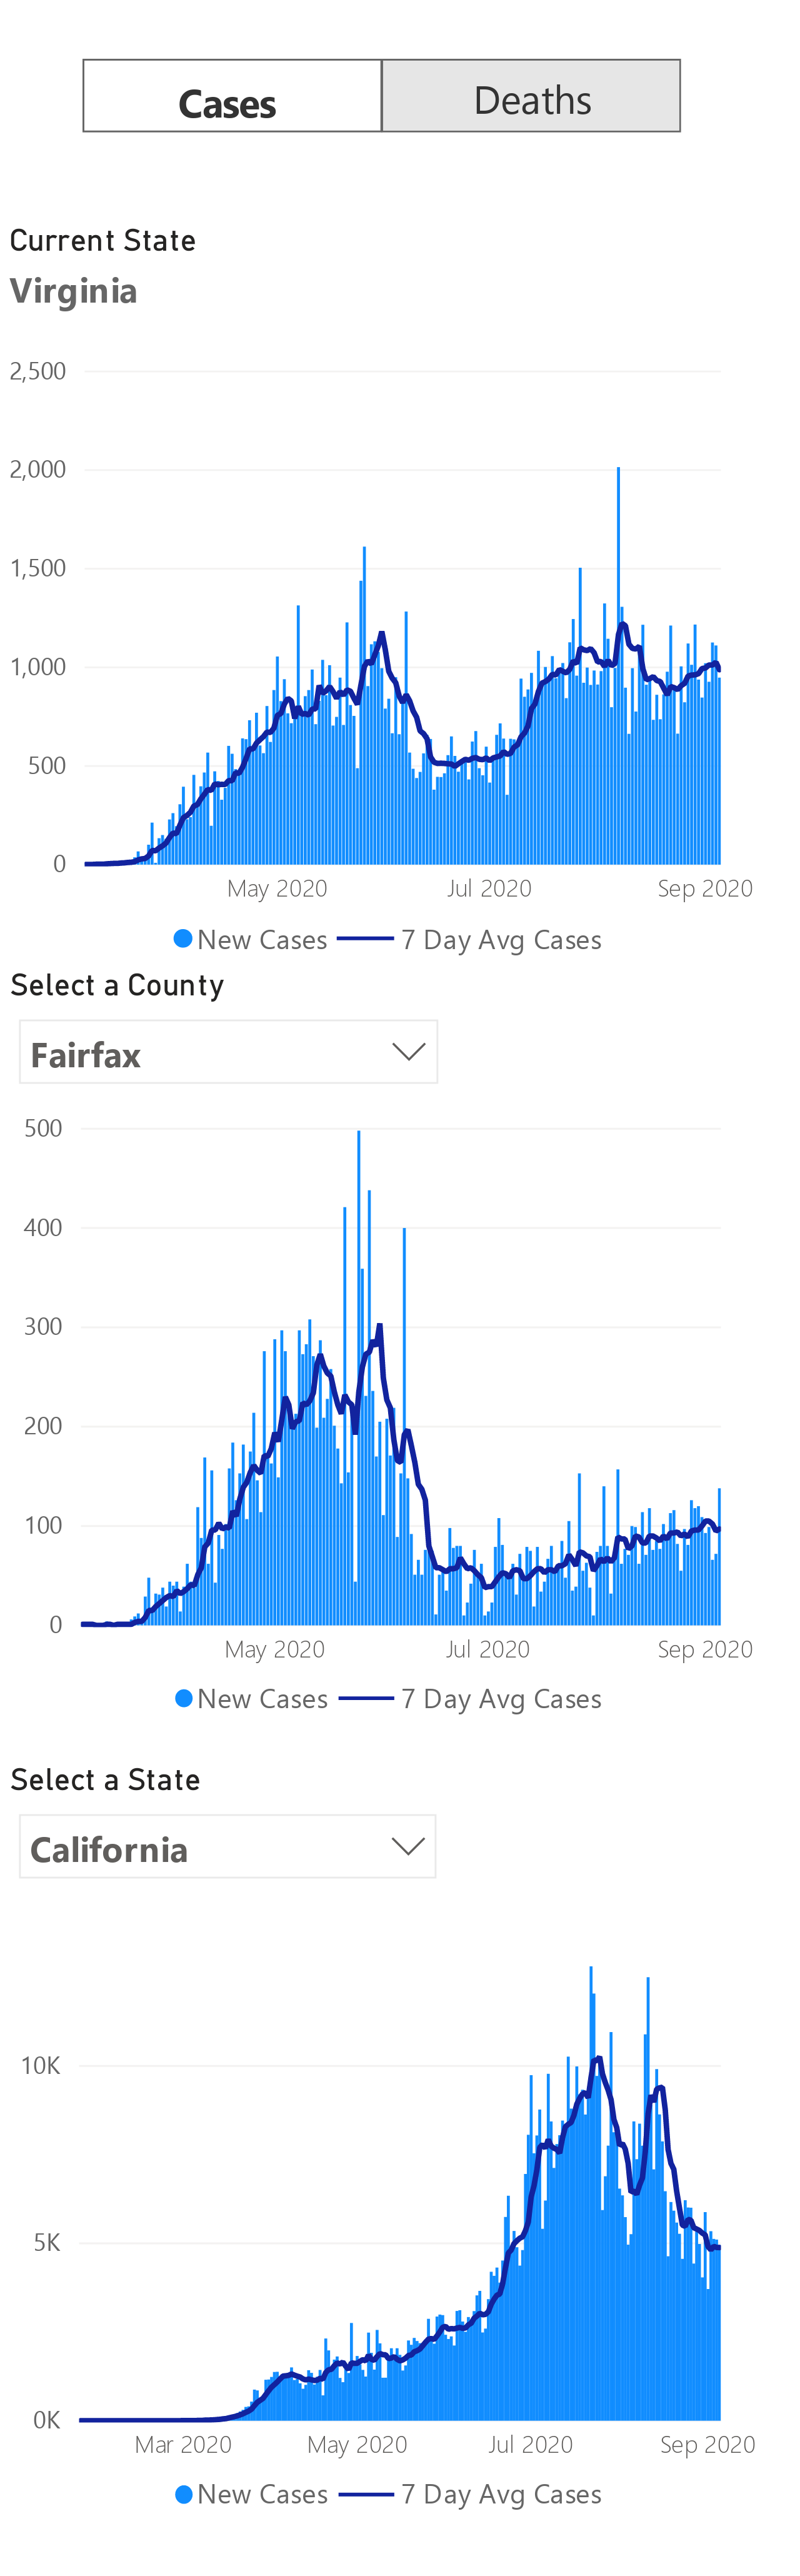 Cases Deaths
Current State
Virginia
2,500
2,000
1,500
1,000
500
0
May 2020 Jul 2020 Sep 2020
New Cases 7 Day Avg Cases
Select a County
Fairfax
500
400
300
200
100
0
May 2020 Jul 2020 Sep 2020
New Cases 7 Day Avg Cases
Select a State
California
10K
5K
0K
Mar 2020 May 2020 Jul 2020 Sep 2020
New Cases 7 Day Avg Cases